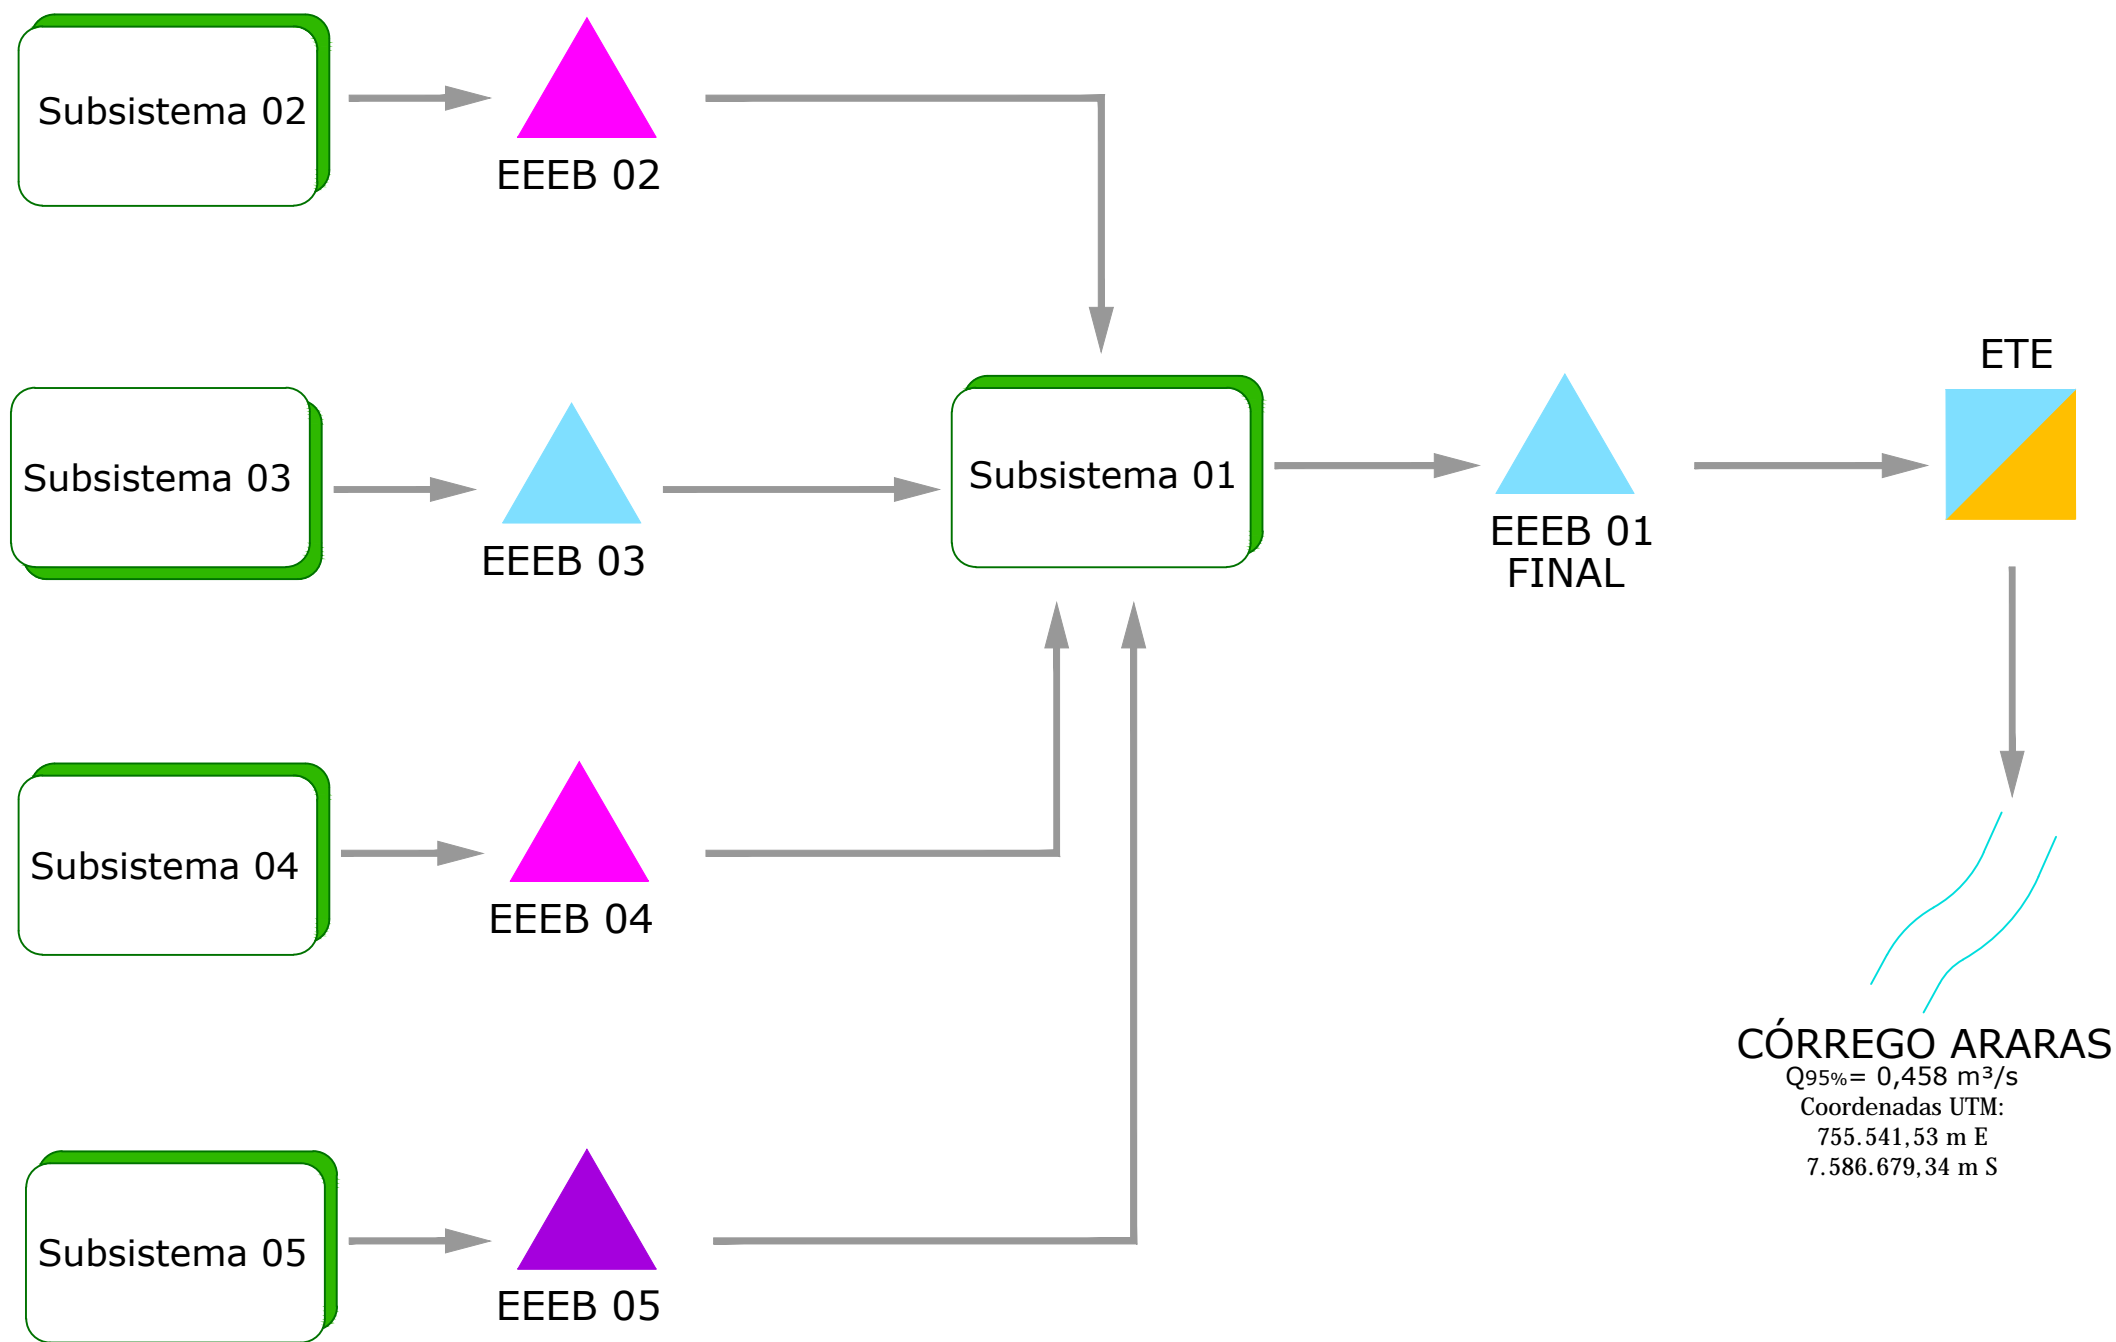 Subsistema 02
EEEB 02
ETE
Subsistema 03
EEEB 03
Subsistema 01
EEEB 01
FINAL
Subsistema 04
EEEB 04
CÓRREGO ARARAS
Q95%= 0,458 m³/s
Coordenadas UTM:
755.541,53 m E
7.586.679,34 m S
Subsistema 05
EEEB 05